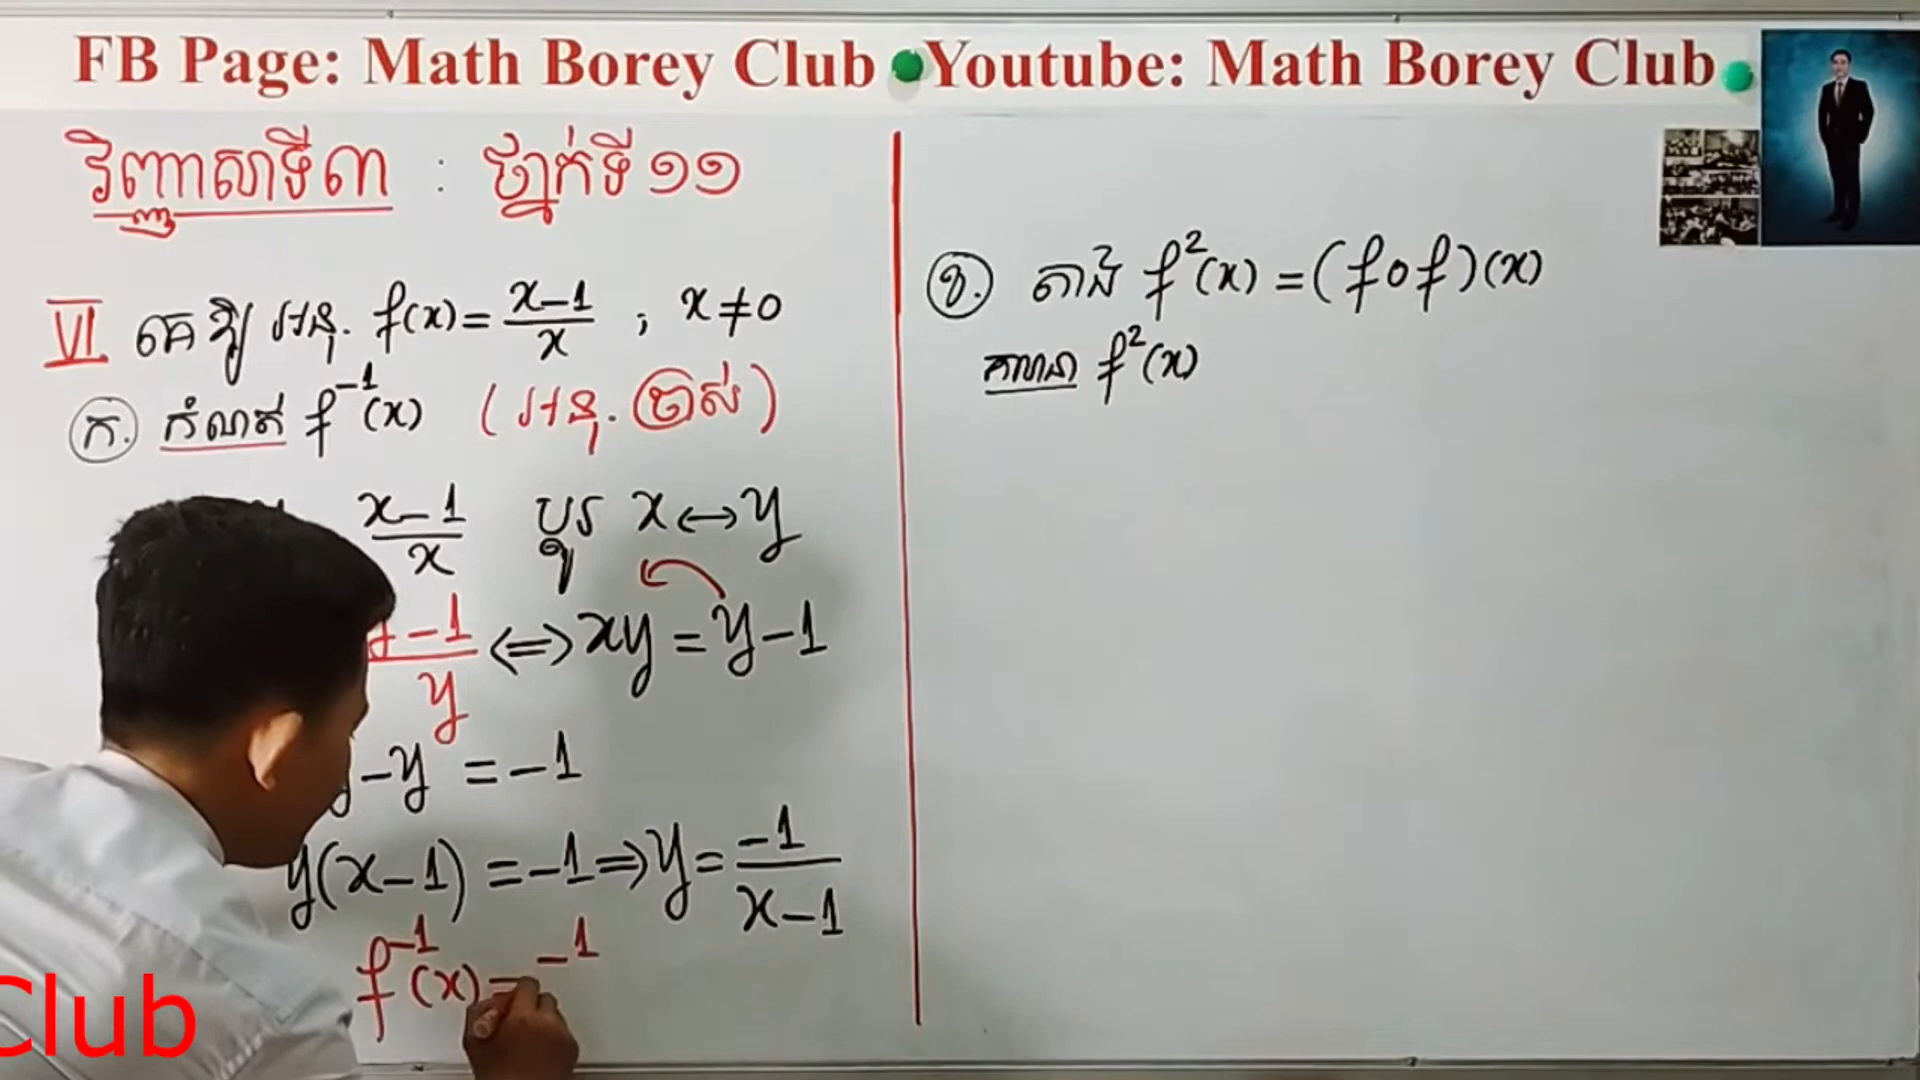 FB Page: Math Borey Club Youtube: Math Borey Club
វិញ្ញាសាទី៣ : ថ្នាក់ទី ១១
VI គេឱ្យ អនុ. f(x) = (x-1)/x ; x ≠ 0
ក. កំណត់ f⁻¹(x) (អនុ. ច្រាស់)
x-1/x ប្តូរ x ↔ y
y-1/y ⟺ xy = y-1
-y = -1
y(x-1) = -1 ⇒ y = -1/(x-1)
f⁻¹(x) = -1
Club
ខ. តាង f²(x) = (f∘f)(x)
គណនា f²(x)